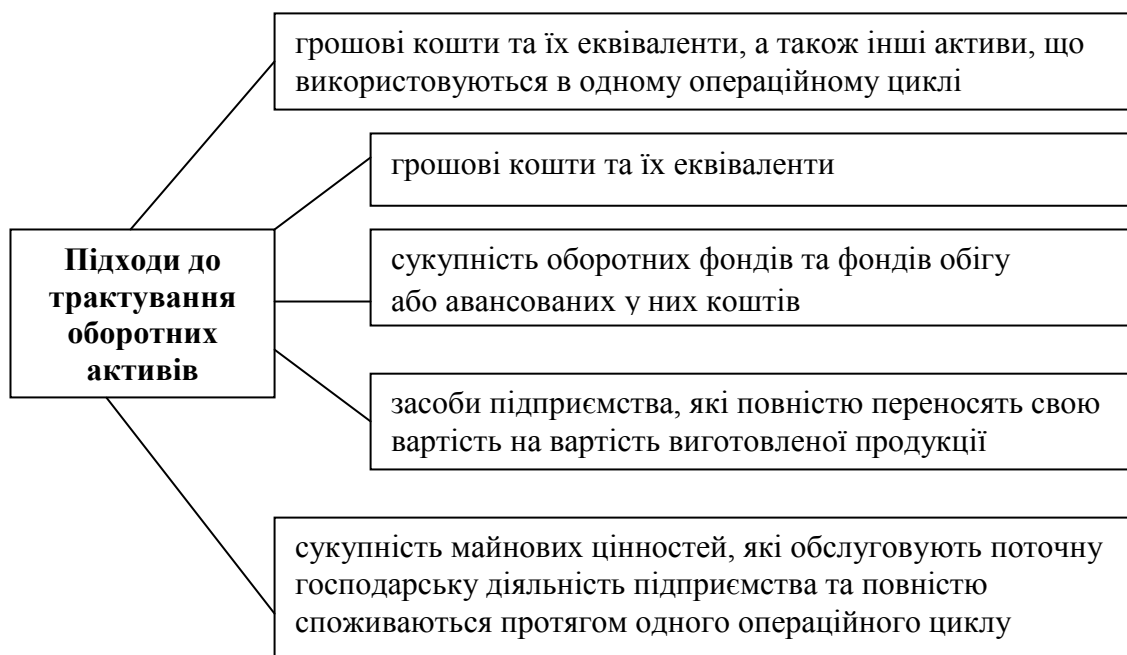 грошові кошти та їх еквіваленти, а також інші активи, що
використовуються в одному операційному циклі
грошові кошти та їх еквіваленти
Підходи до
трактування
оборотних
активів
сукупність оборотних фондів та фондів обігу
або авансованих у них коштів
засоби підприємства, які повністю переносять свою
вартість на вартість виготовленої продукції
сукупність майнових цінностей, які обслуговують поточну
господарську діяльність підприємства та повністю
споживаються протягом одного операційного циклу